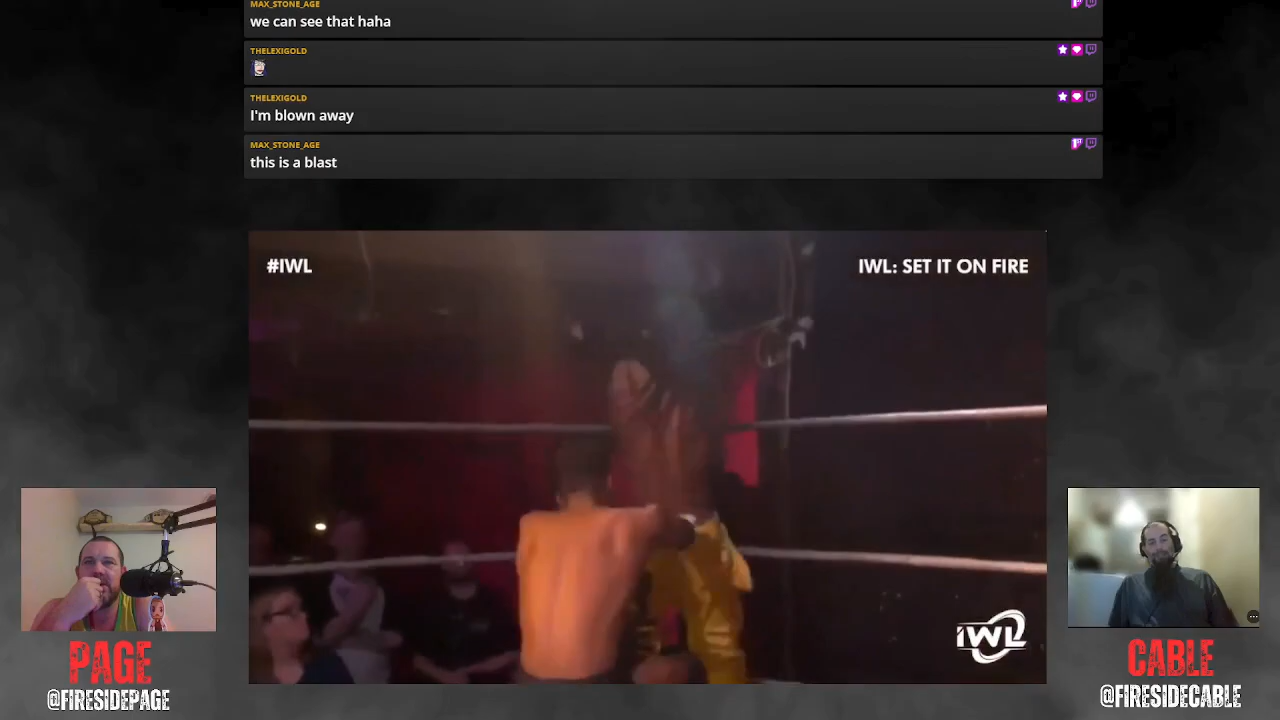 MAX_STONE_AGE
we can see that haha
THELEXIGOLD
THELEXIGOLD
I'm blown away
MAX_STONE_AGE
this is a blast
#IWL
IWL: SET IT ON FIRE
IWL
PAGE
@FIRESIDEPAGE
CABLE
@FIRESIDECABLE